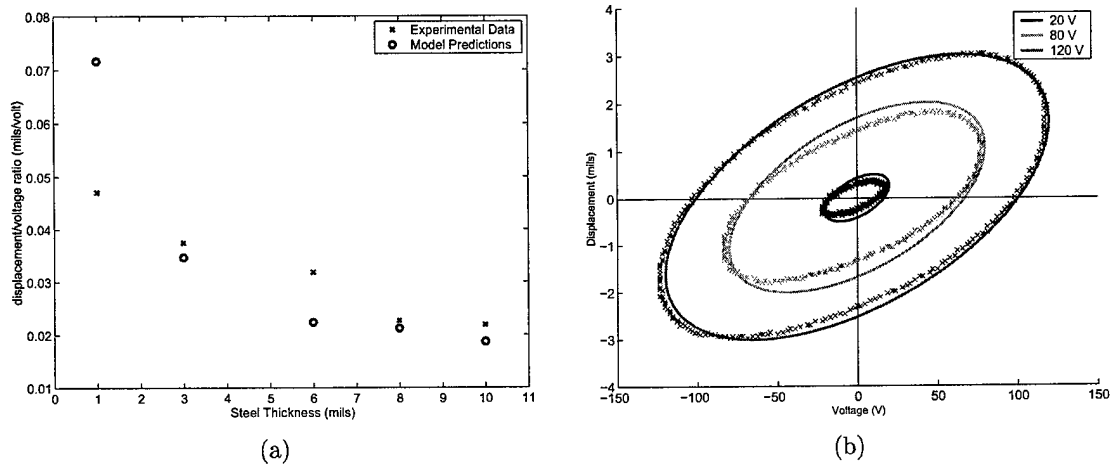 0.08
0.07
0.06
0.05
0.04
0.03
0.02
0.01
displacement/voltage ratio (mils/volt)
× Experimental Data
o Model Predictions
0 1 2 3 4 5 6 7 8 9 10 11
Steel Thickness (mils)
(a)
4
3
2
1
0
−1
−2
−3
−4
Displacement (mils)
20 V
80 V
120 V
−150 −100 −50 0 50 100 150
Voltage (V)
(b)